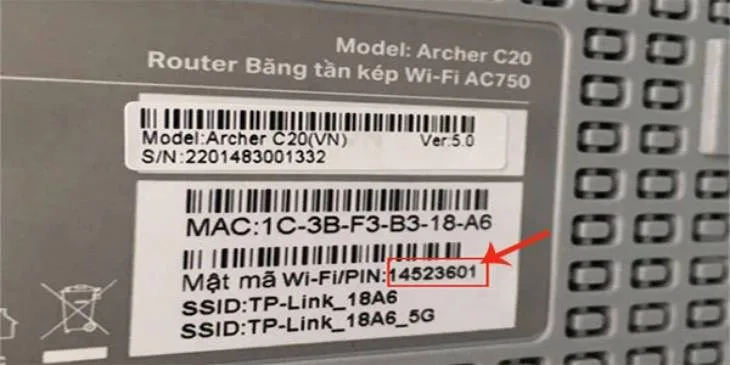 Model: Archer C20
Router Băng tần kép Wi-Fi AC750
Model:Archer C20(VN) Ver:5.0
S/N:2201483001332
MAC:1C-3B-F3-B3-18-A6
Mật mã Wi-Fi/PIN:14523601
SSID:TP-Link_18A6
SSID:TP-Link_18A6_5G